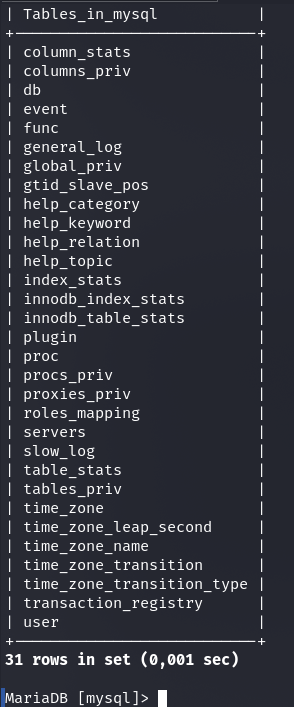 | Tables_in_mysql           |
+---------------------------+
| column_stats              |
| columns_priv              |
| db                        |
| event                     |
| func                      |
| general_log               |
| global_priv               |
| gtid_slave_pos            |
| help_category             |
| help_keyword              |
| help_relation             |
| help_topic                |
| index_stats               |
| innodb_index_stats        |
| innodb_table_stats        |
| plugin                    |
| proc                      |
| procs_priv                |
| proxies_priv              |
| roles_mapping             |
| servers                   |
| slow_log                  |
| table_stats               |
| tables_priv               |
| time_zone                 |
| time_zone_leap_second     |
| time_zone_name            |
| time_zone_transition      |
| time_zone_transition_type |
| transaction_registry      |
| user                      |
+---------------------------+
31 rows in set (0,001 sec)
MariaDB [mysql]>